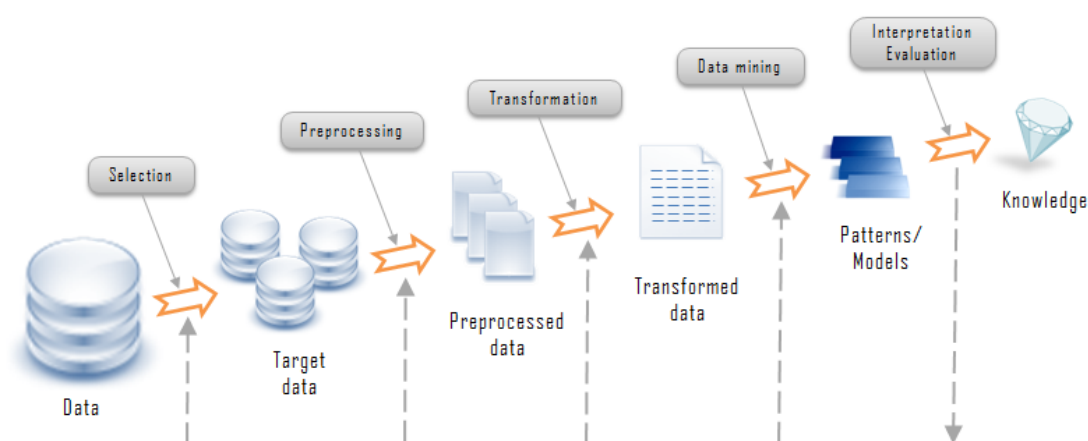 Interpretation
Evaluation
Data mining
Transformation
Preprocessing
Selection
Knowledge
Patterns/
Models
Transformed
data
Preprocessed
data
Target
data
Data